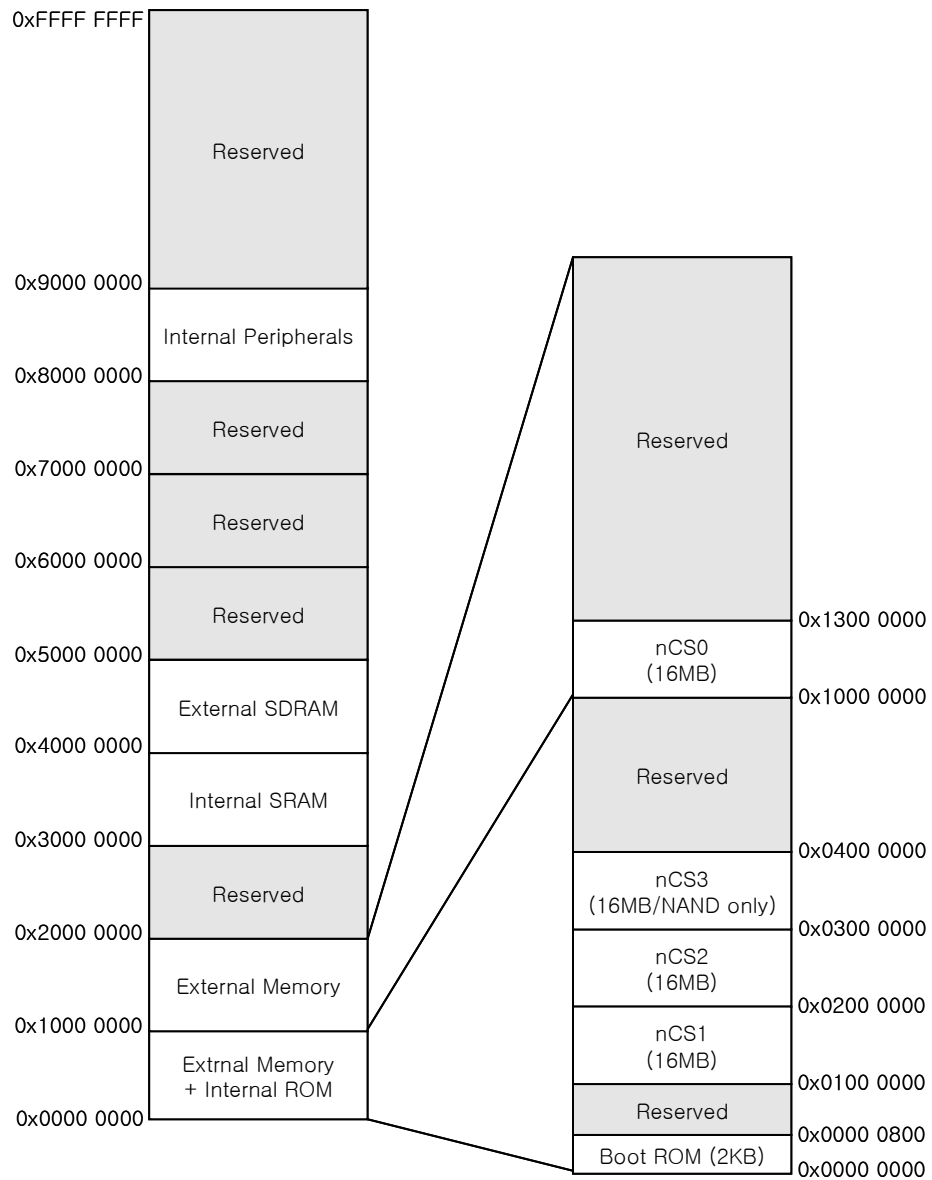 0xFFFF FFFF
Reserved
0x9000 0000
Internal Peripherals
0x8000 0000
Reserved
0x7000 0000
Reserved
0x6000 0000
Reserved
0x5000 0000
External SDRAM
0x4000 0000
Internal SRAM
0x3000 0000
Reserved
0x2000 0000
External Memory
0x1000 0000
Extrnal Memory
+ Internal ROM
0x0000 0000
Reserved
0x1300 0000
nCS0
(16MB)
0x1000 0000
Reserved
0x0400 0000
nCS3
(16MB/NAND only)
0x0300 0000
nCS2
(16MB)
0x0200 0000
nCS1
(16MB)
0x0100 0000
Reserved
0x0000 0800
Boot ROM (2KB)
0x0000 0000